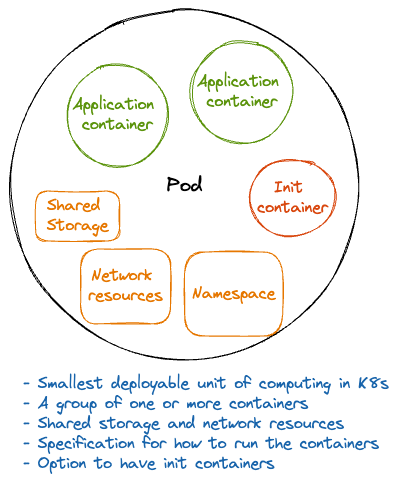 Application
container
Application
container
Pod
Init
container
Shared
Storage
Network
resources
Namespace
- Smallest deployable unit of computing in K8s
- A group of one or more containers
- Shared storage and network resources
- Specification for how to run the containers
- Option to have init containers